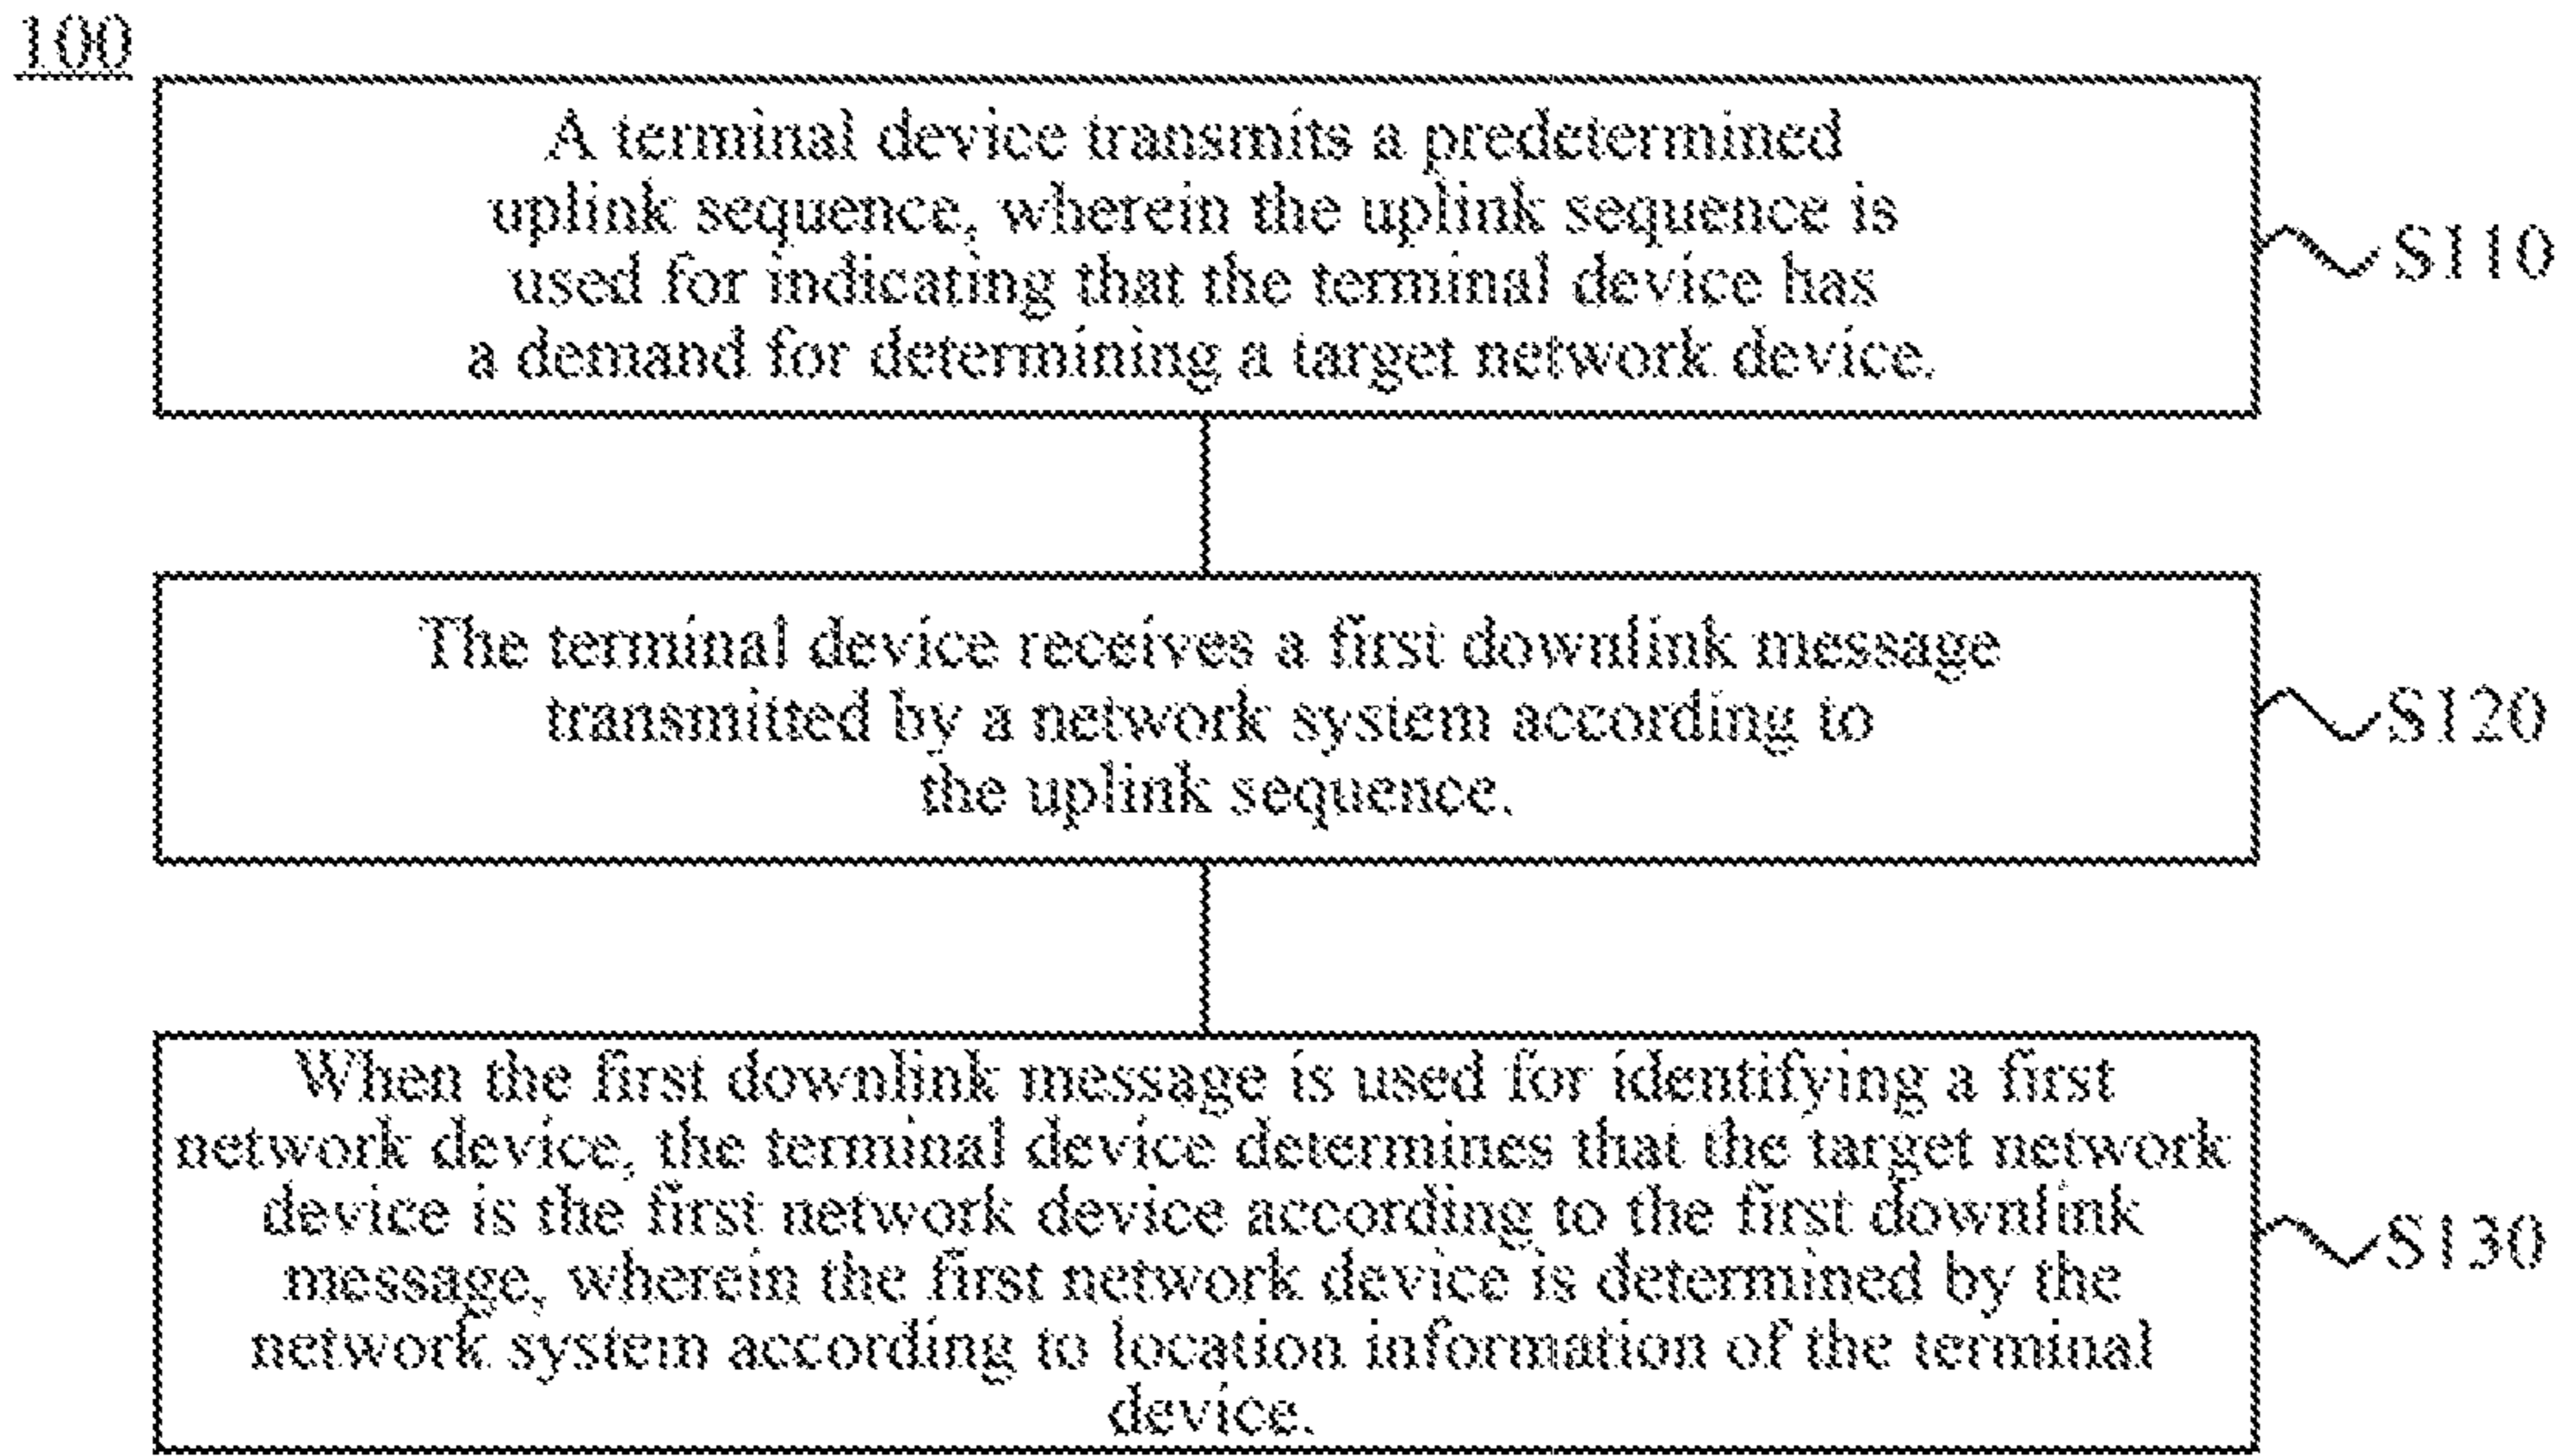 100
A terminal device transmits a predetermined
uplink sequence, wherein the uplink sequence is
used for indicating that the terminal device has
a demand for determining a target network device.
S110
The terminal device receives a first downlink message
transmitted by a network system according to
the uplink sequence.
S120
When the first downlink message is used for identifying a first
network device, the terminal device determines that the target network
device is the first network device according to the first downlink
message, wherein the first network device is determined by the
network system according to location information of the terminal
device.
S130